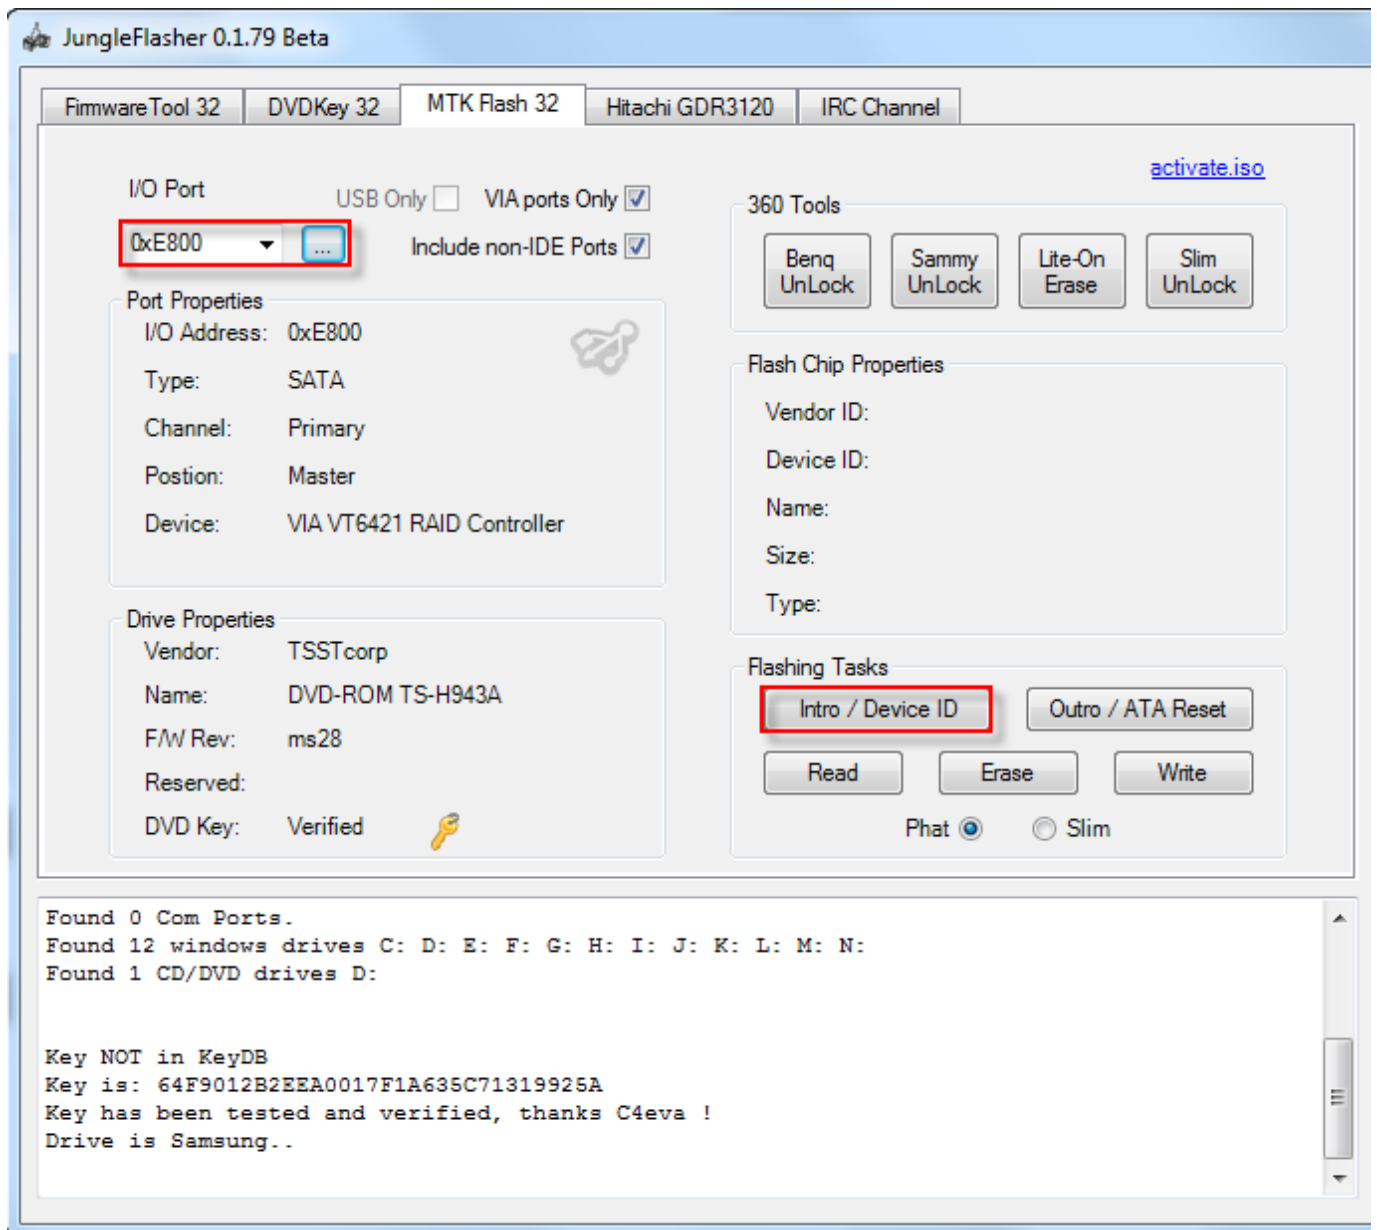 JungleFlasher 0.1.79 Beta
FirmwareTool 32 DVDKey 32 MTK Flash 32 Hitachi GDR3120 IRC Channel
activate.iso
I/O Port USB Only VIA ports Only
0xE800 ... Include non-IDE Ports
Port Properties
I/O Address: 0xE800
Type: SATA
Channel: Primary
Postion: Master
Device: VIA VT6421 RAID Controller
Drive Properties
Vendor: TSSTcorp
Name: DVD-ROM TS-H943A
F/W Rev: ms28
Reserved:
DVD Key: Verified
360 Tools
Benq UnLock Sammy UnLock Lite-On Erase Slim UnLock
Flash Chip Properties
Vendor ID:
Device ID:
Name:
Size:
Type:
Flashing Tasks
Intro / Device ID Outro / ATA Reset
Read Erase Write
Phat Slim
Found 0 Com Ports.
Found 12 windows drives C: D: E: F: G: H: I: J: K: L: M: N:
Found 1 CD/DVD drives D:
Key NOT in KeyDB
Key is: 64F9012B2EEA0017F1A635C71319925A
Key has been tested and verified, thanks C4eva !
Drive is Samsung..